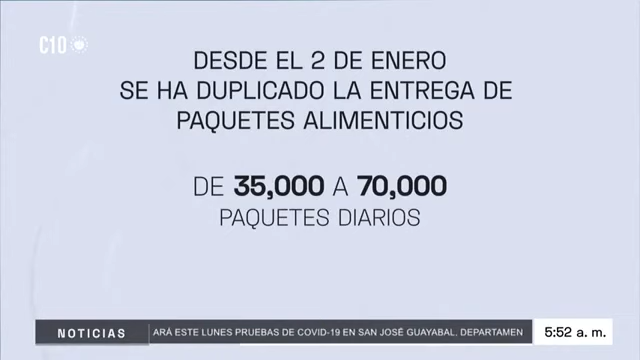 C10
DESDE EL 2 DE ENERO
SE HA DUPLICADO LA ENTREGA DE
PAQUETES ALIMENTICIOS
DE 35,000 A 70,000
PAQUETES DIARIOS
NOTICIAS
ARÁ ESTE LUNES PRUEBAS DE COVID-19 EN SAN JOSÉ GUAYABAL, DEPARTAMEN
5:52 a. m.